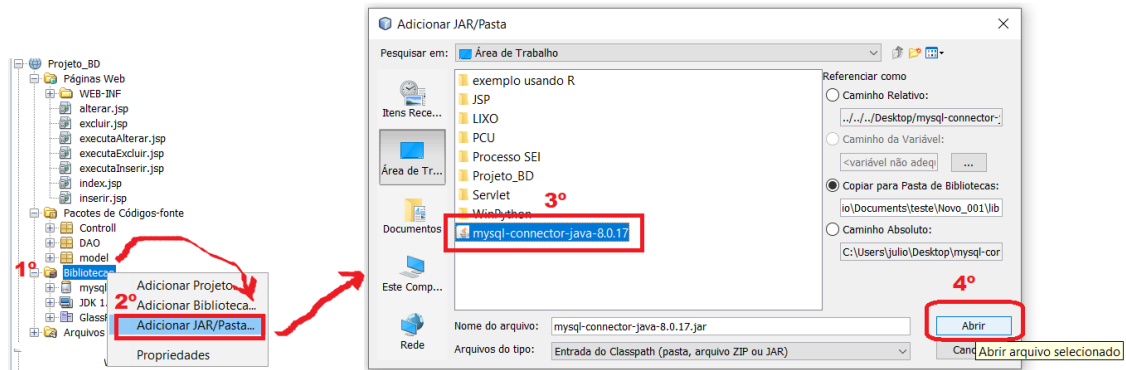 Projeto_BD
Páginas Web
WEB-INF
alterar.jsp
excluir.jsp
executaAlterar.jsp
executaExcluir.jsp
executaInserir.jsp
index.jsp
inserir.jsp
Pacotes de Códigos-fonte
Controll
DAO
model
1º
Bibliotecas
mysql
JDK 1.
Glass
Arquivos
2º
Adicionar Projeto...
Adicionar Biblioteca...
Adicionar JAR/Pasta...
Propriedades
Adicionar JAR/Pasta
Pesquisar em:
Área de Trabalho
Itens Rece...
Área de Tr...
Documentos
Este Comp...
Rede
exemplo usando R
JSP
LIXO
PCU
Processo SEI
Projeto_BD
Servlet
WinPython
3º
mysql-connector-java-8.0.17
Nome do arquivo:
mysql-connector-java-8.0.17.jar
Arquivos do tipo:
Entrada do Classpath (pasta, arquivo ZIP ou JAR)
Referenciar como
Caminho Relativo:
../../../Desktop/mysql-connector-j
Caminho da Variável:
<variável não adequ
...
Copiar para Pasta de Bibliotecas:
io\Documents\teste\Novo_001\lib
Caminho Absoluto:
C:\Users\julio\Desktop\mysql-cor
4º
Abrir
Canc
Abrir arquivo selecionado